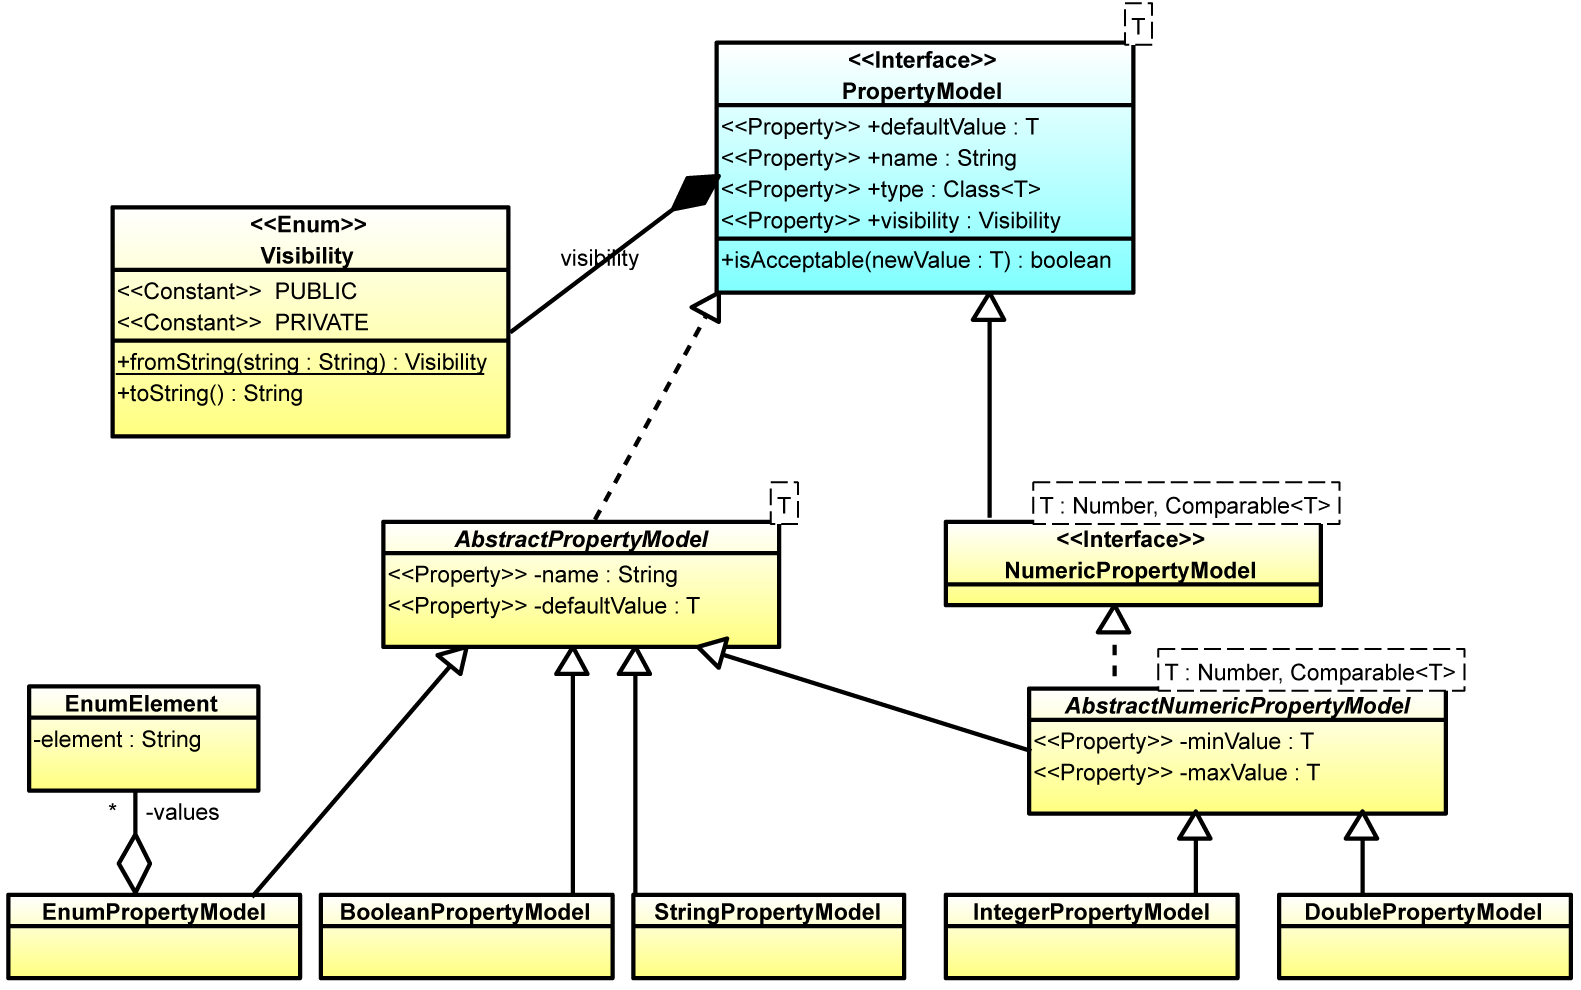 T
<<Interface>>
PropertyModel
<<Property>> +defaultValue : T
<<Property>> +name : String
<<Property>> +type : Class<T>
<<Property>> +visibility : Visibility
+isAcceptable(newValue : T) : boolean
<<Enum>>
Visibility
<<Constant>> PUBLIC
<<Constant>> PRIVATE
+fromString(string : String) : Visibility
+toString() : String
visibility
T
AbstractPropertyModel
<<Property>> -name : String
<<Property>> -defaultValue : T
T : Number, Comparable<T>
<<Interface>>
NumericPropertyModel
T : Number, Comparable<T>
AbstractNumericPropertyModel
<<Property>> -minValue : T
<<Property>> -maxValue : T
EnumElement
-element : String
* -values
EnumPropertyModel
BooleanPropertyModel
StringPropertyModel
IntegerPropertyModel
DoublePropertyModel